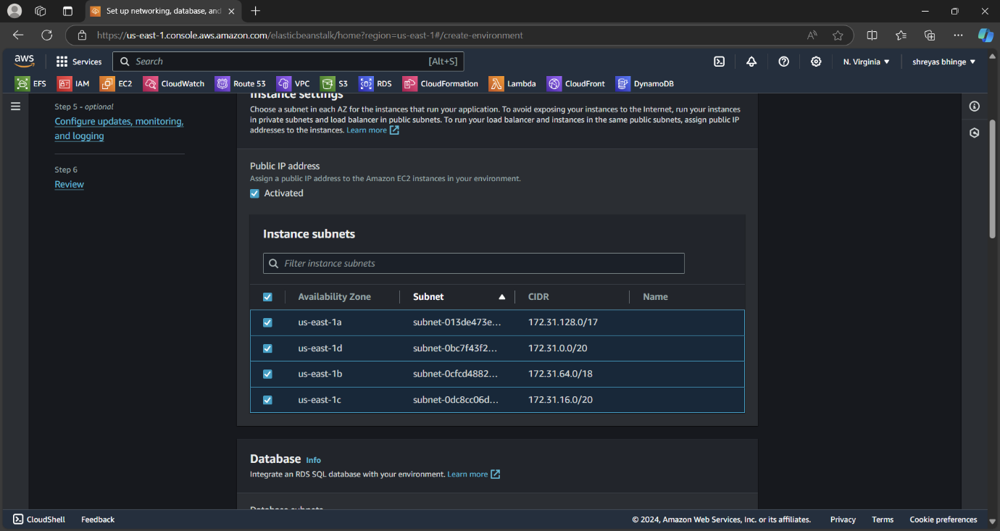 Set up networking, database, and
https://us-east-1.console.aws.amazon.com/elasticbeanstalk/home?region=us-east-1#/create-environment
aws
Services
Search
[Alt+S]
N. Virginia
shreyas bhinge
EFS
IAM
EC2
CloudWatch
Route 53
VPC
S3
RDS
CloudFormation
Lambda
CloudFront
DynamoDB
Step 5 - optional
Configure updates, monitoring,
and logging
Step 6
Review
Instance settings
Choose a subnet in each AZ for the instances that run your application. To avoid exposing your instances to the Internet, run your instances
in private subnets and load balancer in public subnets. To run your load balancer and instances in the same public subnets, assign public IP
addresses to the instances. Learn more
Public IP address
Assign a public IP address to the Amazon EC2 instances in your environment.
Activated
Instance subnets
Filter instance subnets
Availability Zone Subnet CIDR Name
us-east-1a subnet-013de473e... 172.31.128.0/17
us-east-1d subnet-0bc7f43f2... 172.31.0.0/20
us-east-1b subnet-0cfcd4882... 172.31.64.0/18
us-east-1c subnet-0dc8cc06d... 172.31.16.0/20
Database Info
Integrate an RDS SQL database with your environment. Learn more
Database subnets
CloudShell
Feedback
© 2024, Amazon Web Services, Inc. or its affiliates.
Privacy
Terms
Cookie preferences